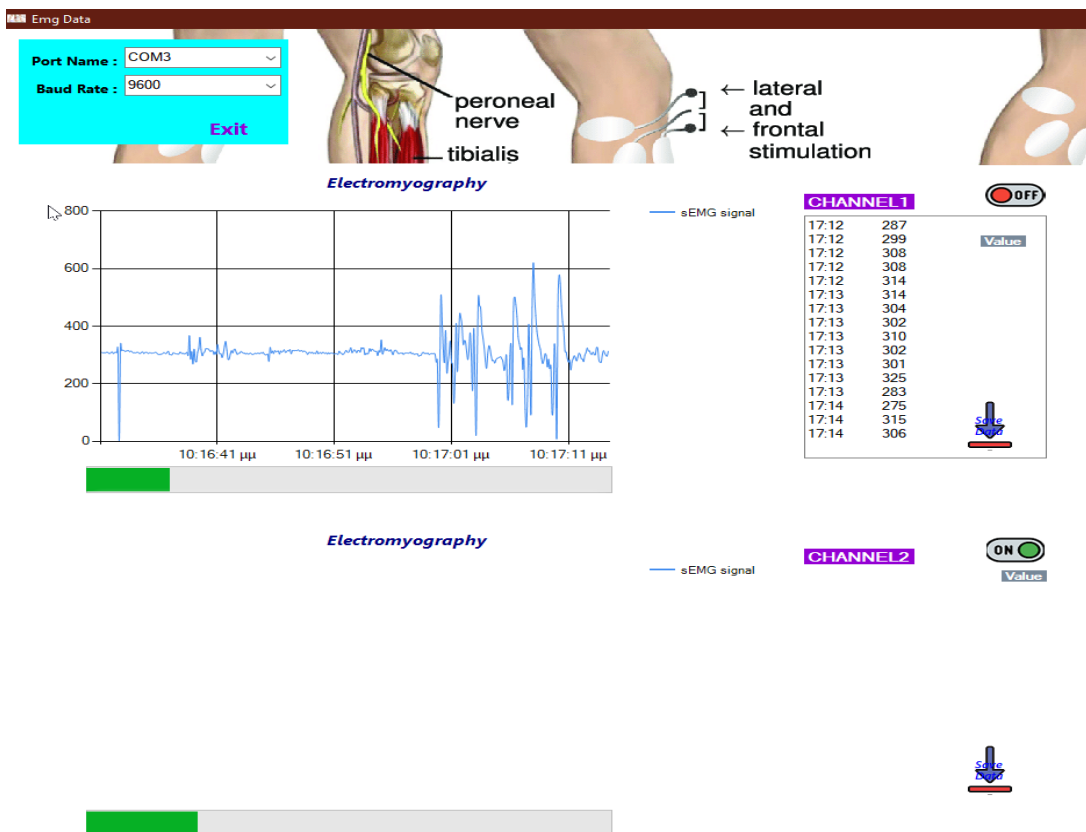 Emg Data
Port Name :
COM3
Baud Rate :
9600
Exit
peroneal
nerve
tibialis
← lateral
and
← frontal
stimulation
Electromyography
sEMG signal
800
600
400
200
0
10:16:41 μμ
10:16:51 μμ
10:17:01 μμ
10:17:11 μμ
CHANNEL1
OFF
Value
17:12 287
17:12 299
17:12 308
17:12 308
17:12 314
17:13 314
17:13 304
17:13 302
17:13 310
17:13 302
17:13 301
17:13 325
17:13 283
17:14 275
17:14 315
17:14 306
Save
Data
Electromyography
sEMG signal
CHANNEL2
ON
Value
Save
Data